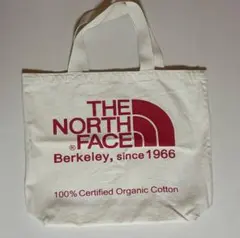 THE
NORTH
FACE
®
Berkeley, since 1966
100% Certified Organic Cotton